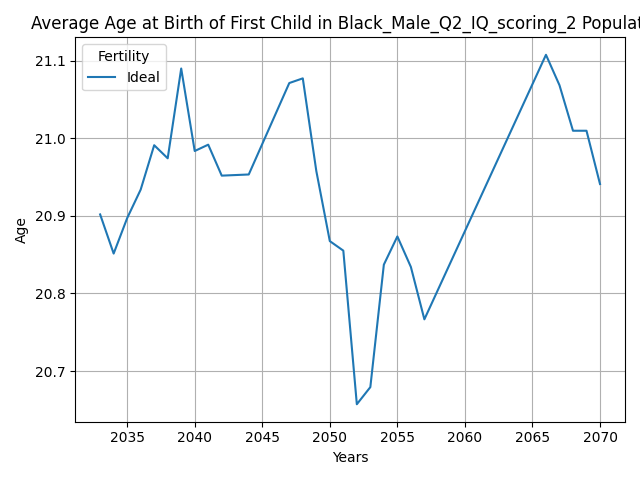 Average Age at Birth of First Child in Black_Male_Q2_IQ_scoring_2 Populat
Fertility
Ideal
21.1
21.0
20.9
20.8
20.7
Age
2035 2040 2045 2050 2055 2060 2065 2070
Years